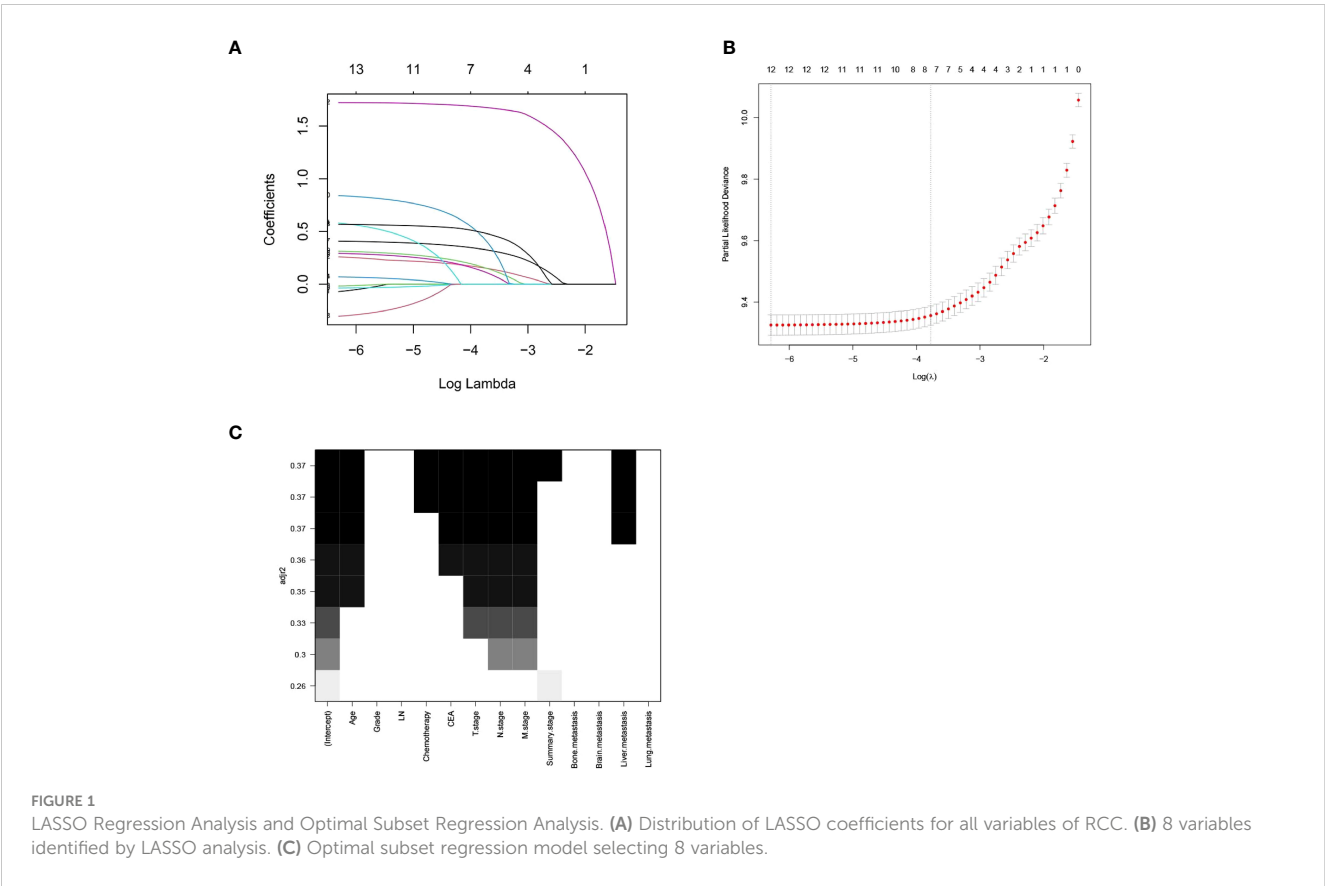 A
13 11 7 4 1
1.5
1.0
0.5
0.0
Coefficients
−6 −5 −4 −3 −2
Log Lambda
B
12 12 12 12 11 11 11 10 8 8 7 7 5 4 4 4 3 2 1 1 1 1 0
10.0
9.8
9.6
9.4
Partial Likelihood Deviance
−6 −5 −4 −3 −2
Log(λ)
C
0.37
0.37
0.37
0.36
0.35
0.33
0.3
0.26
adjr2
(Intercept)
Age
Grade
LN
Chemotherapy
CEA
T.stage
N.stage
M.stage
Summary.stage
Bone.metastasis
Brain.metastasis
Liver.metastasis
Lung.metastasis
FIGURE 1
LASSO Regression Analysis and Optimal Subset Regression Analysis. (A) Distribution of LASSO coefficients for all variables of RCC. (B) 8 variables
identified by LASSO analysis. (C) Optimal subset regression model selecting 8 variables.